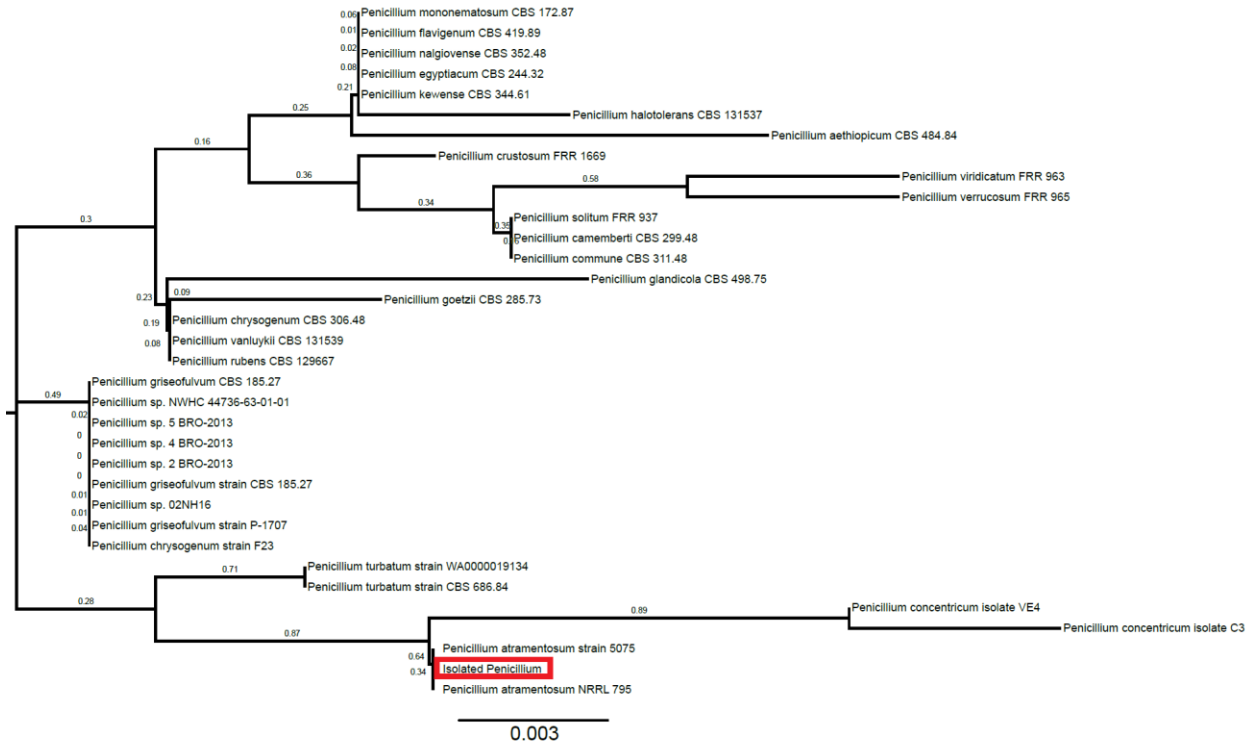 0.06 Penicillium mononematosum CBS 172.87
0.01 Penicillium flavigenum CBS 419.89
0.02 Penicillium nalgiovense CBS 352.48
0.08 Penicillium egyptiacum CBS 244.32
0.21 Penicillium kewense CBS 344.61
0.25 Penicillium halotolerans CBS 131537
Penicillium aethiopicum CBS 484.84
0.16
Penicillium crustosum FRR 1669
0.36
0.58 Penicillium viridicatum FRR 963
Penicillium verrucosum FRR 965
0.34
0.3 Penicillium solitum FRR 937
0.35
Penicillium camemberti CBS 299.48
Penicillium commune CBS 311.48
Penicillium glandicola CBS 498.75
0.23 0.09 Penicillium goetzii CBS 285.73
0.19 Penicillium chrysogenum CBS 306.48
0.08 Penicillium vanluykii CBS 131539
Penicillium rubens CBS 129667
Penicillium griseofulvum CBS 185.27
0.49 Penicillium sp. NWHC 44736-63-01-01
0.02 Penicillium sp. 5 BRO-2013
0 Penicillium sp. 4 BRO-2013
0 Penicillium sp. 2 BRO-2013
0 Penicillium griseofulvum strain CBS 185.27
0.01 Penicillium sp. 02NH16
0.01 Penicillium griseofulvum strain P-1707
0.04
Penicillium chrysogenum strain F23
0.71 Penicillium turbatum strain WA0000019134
Penicillium turbatum strain CBS 686.84
0.28 0.89 Penicillium concentricum isolate VE4
Penicillium concentricum isolate C3
0.87
Penicillium atramentosum strain 5075
0.64
0.34 Isolated Penicillium
Penicillium atramentosum NRRL 795
0.003